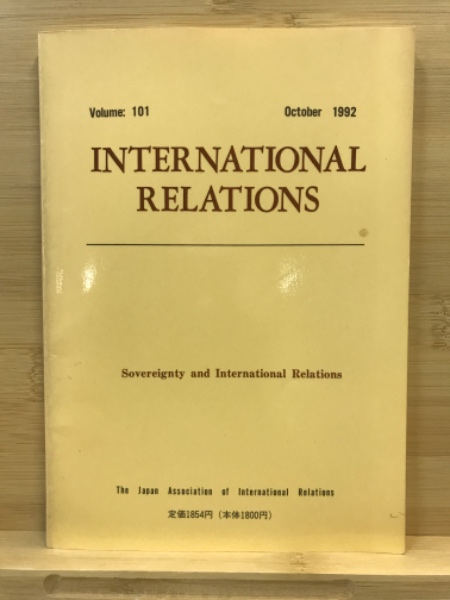 Volume: 101 October 1992
INTERNATIONAL
RELATIONS
Sovereignty and International Relations
The Japan Association of International Relations
定価1854円（本体1800円）